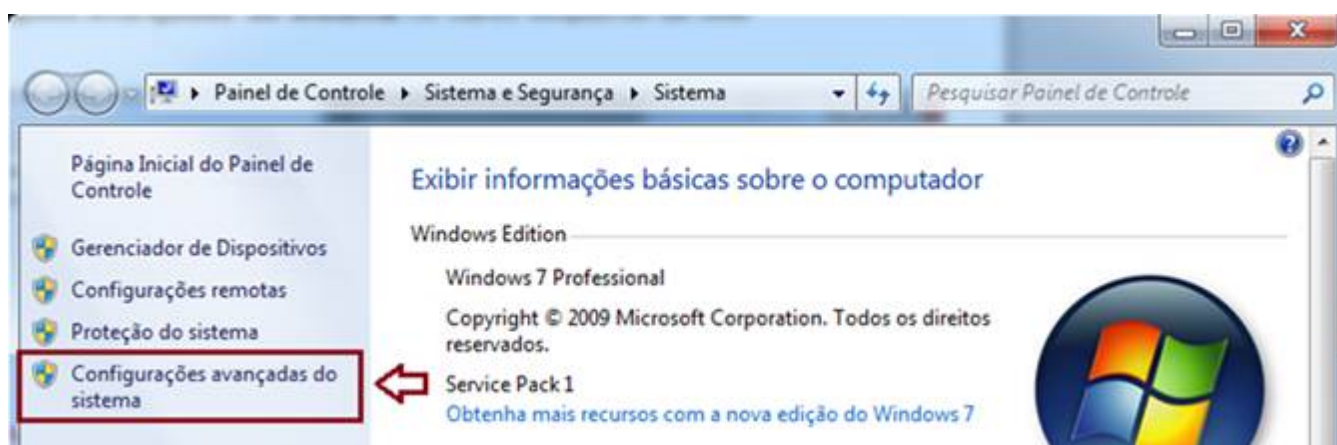 Painel de Controle Sistema e Segurança Sistema Pesquisar Painel de Controle
Página Inicial do Painel de
Controle
Gerenciador de Dispositivos
Configurações remotas
Proteção do sistema
Configurações avançadas do
sistema
Exibir informações básicas sobre o computador
Windows Edition
Windows 7 Professional
Copyright © 2009 Microsoft Corporation. Todos os direitos
reservados.
Service Pack 1
Obtenha mais recursos com a nova edição do Windows 7